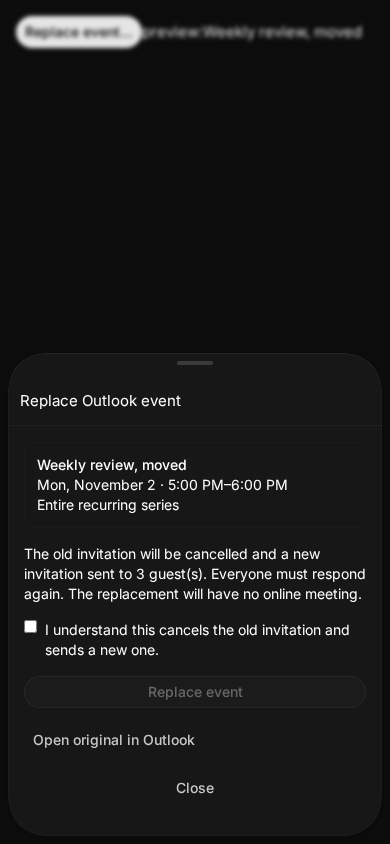 Replace event... preview:Weekly review, moved
Replace Outlook event
Weekly review, moved
Mon, November 2 · 5:00 PM–6:00 PM
Entire recurring series
The old invitation will be cancelled and a new
invitation sent to 3 guest(s). Everyone must respond
again. The replacement will have no online meeting.
I understand this cancels the old invitation and
sends a new one.
Replace event
Open original in Outlook
Close